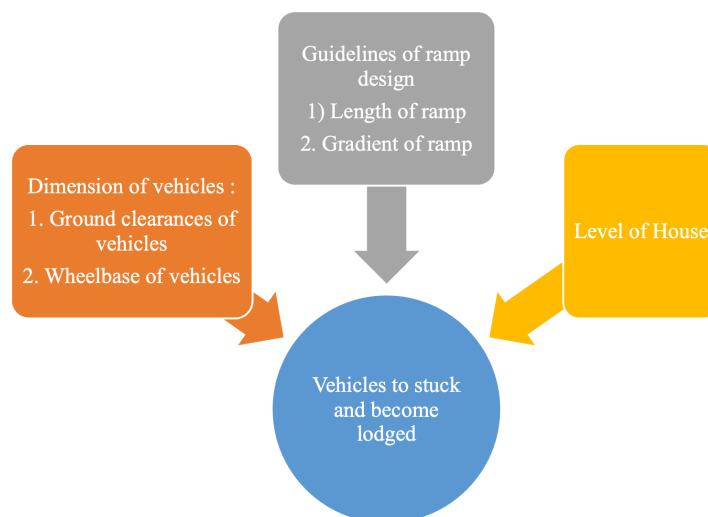 Guidelines of ramp
design
1) Length of ramp
2. Gradient of ramp
Dimension of vehicles :
1. Ground clearances of
vehicles
2. Wheelbase of vehicles
Level of House
Vehicles to stuck
and become
lodged